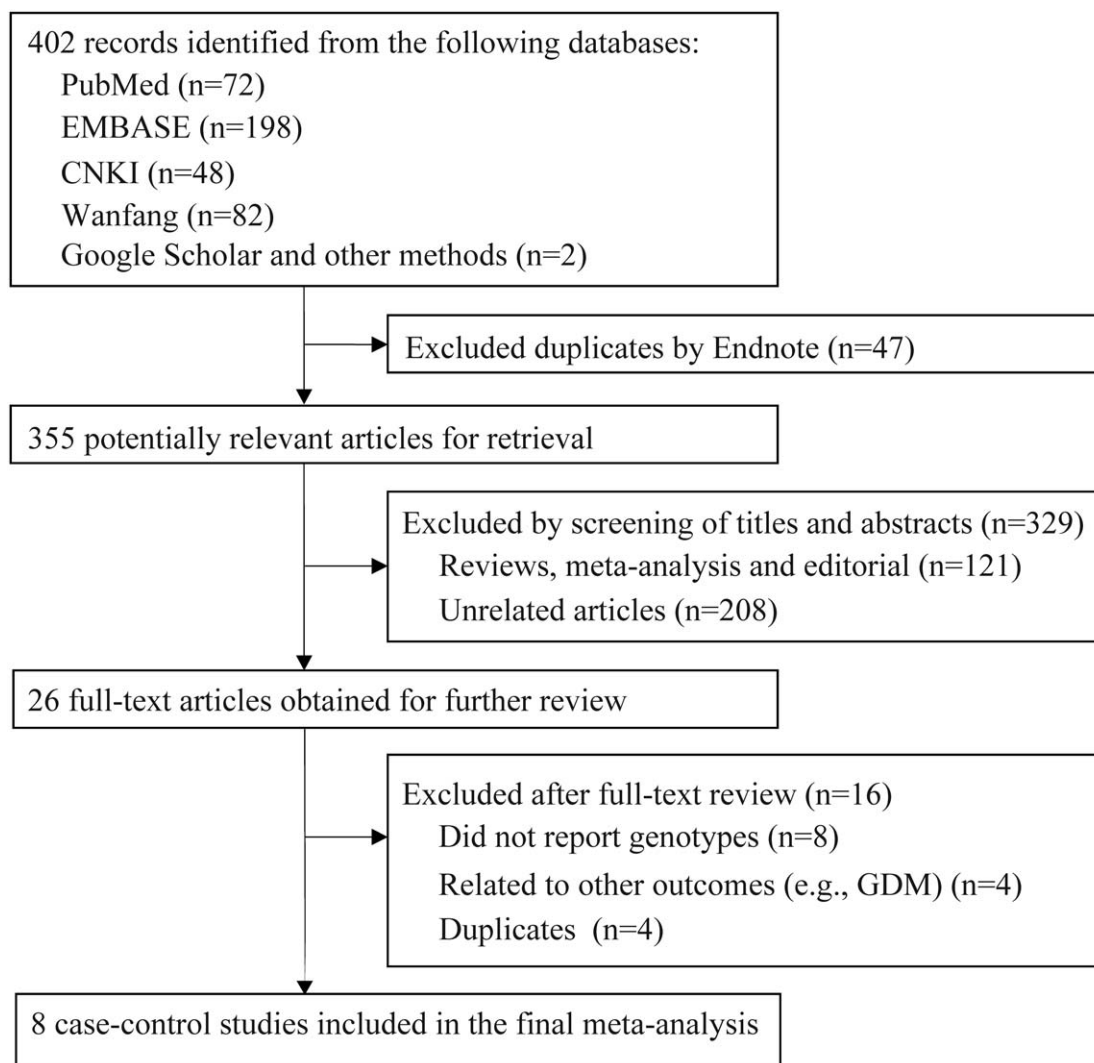 402 records identified from the following databases:
PubMed (n=72)
EMBASE (n=198)
CNKI (n=48)
Wanfang (n=82)
Google Scholar and other methods (n=2)
Excluded duplicates by Endnote (n=47)
355 potentially relevant articles for retrieval
Excluded by screening of titles and abstracts (n=329)
Reviews, meta-analysis and editorial (n=121)
Unrelated articles (n=208)
26 full-text articles obtained for further review
Excluded after full-text review (n=16)
Did not report genotypes (n=8)
Related to other outcomes (e.g., GDM) (n=4)
Duplicates (n=4)
8 case-control studies included in the final meta-analysis